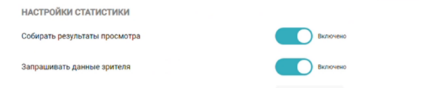 НАСТРОЙКИ СТАТИСТИКИ
Собирать результаты просмотра Включено
Запрашивать данные зрителя Включено